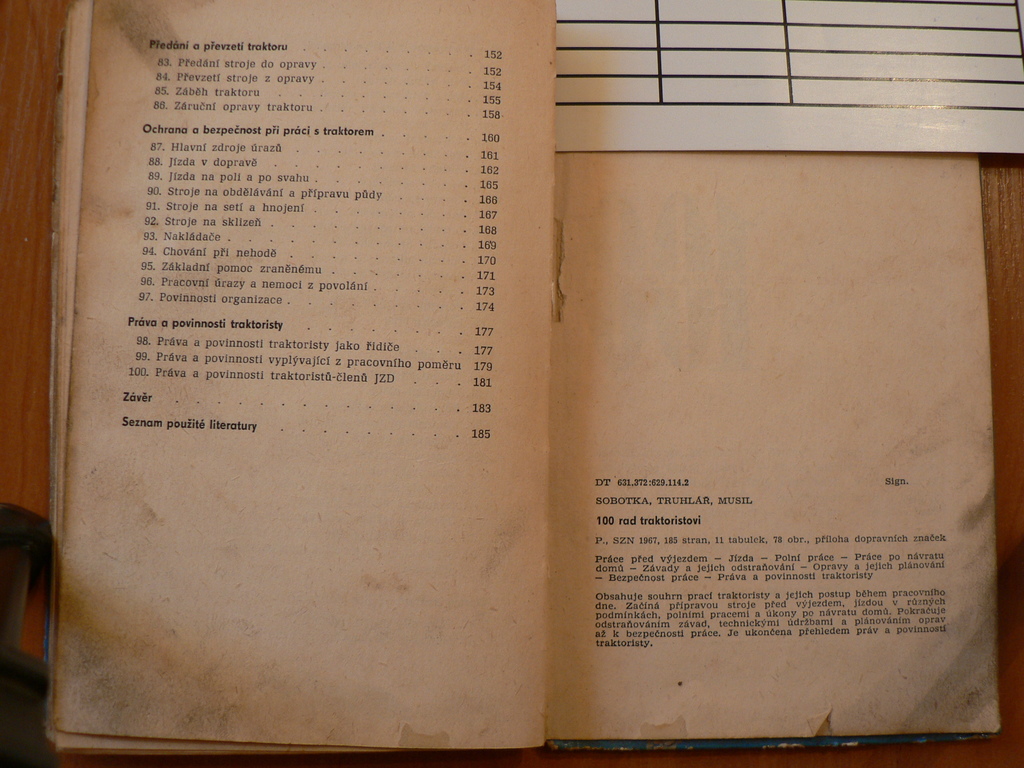 Předání a převzetí traktoru . . . . . . . . . 152
83. Předání stroje do opravy . . . . . . . . 152
84. Převzetí stroje z opravy . . . . . . . . 154
85. Záběh traktoru . . . . . . . . 155
86. Záruční opravy traktoru . . . . . . . . 158
Ochrana a bezpečnost při práci s traktorem . . . . . 160
87. Hlavní zdroje úrazů . . . . . . . . 161
88. Jízda v dopravě . . . . . . . . 162
89. Jízda na poli a po svahu . . . . . . . . 165
90. Stroje na obdělávání a přípravu půdy . . . . 166
91. Stroje na setí a hnojení . . . . . . . . 167
92. Stroje na sklizeň . . . . . . . . 168
93. Nakládače . . . . . . . . . 169
94. Chování při nehodě . . . . . . . . 170
95. Základní pomoc zraněnému . . . . . . . 171
96. Pracovní úrazy a nemoci z povolání . . . . . 173
97. Povinnosti organizace . . . . . . . . 174
Práva a povinnosti traktoristy . . . . . . . 177
98. Práva a povinnosti traktoristy jako řidiče . . . 177
99. Práva a povinnosti vyplývající z pracovního poměru 179
100. Práva a povinnosti traktoristů-členů JZD . . . 181
Závěr . . . . . . . . . . . . 183
Seznam použité literatury . . . . . . . . 185
DT 631,372:629.114.2 Sign.
SOBOTKA, TRUHLÁŘ, MUSIL
100 rad traktoristovi
P., SZN 1967, 185 stran, 11 tabulek, 78 obr., příloha dopravních značek
Práce před výjezdem — Jízda — Polní práce — Práce po návratu
domů — Závady a jejich odstraňování — Opravy a jejich plánování
— Bezpečnost práce — Práva a povinnosti traktoristy
Obsahuje souhrn prací traktoristy a jejich postup během pracovního
dne. Začíná přípravou stroje před výjezdem, jízdou v různých
podmínkách, polními pracemi a úkony po návratu domů. Pokračuje
odstraňováním závad, technickými údržbami a plánováním oprav
až k bezpečnosti práce. Je ukončena přehledem práv a povinností
traktoristy.